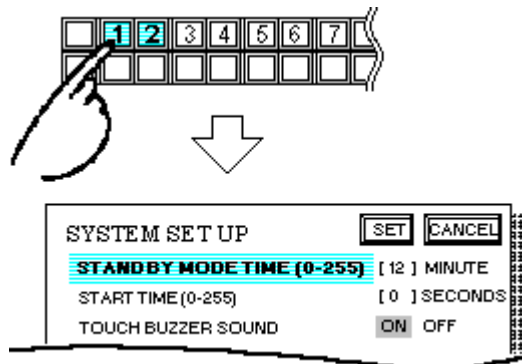 1 2 3 4 5 6 7
SYSTEM SET UP SET CANCEL
STANDBY MODE TIME (0-255) [ 12 ] MINUTE
START TIME (0-255) [ 0 ] SECONDS
TOUCH BUZZER SOUND ON OFF